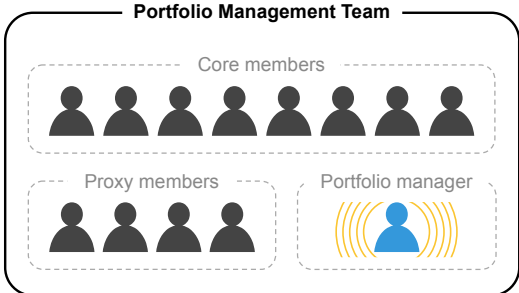 Portfolio Management Team
Core members
Proxy members
Portfolio manager